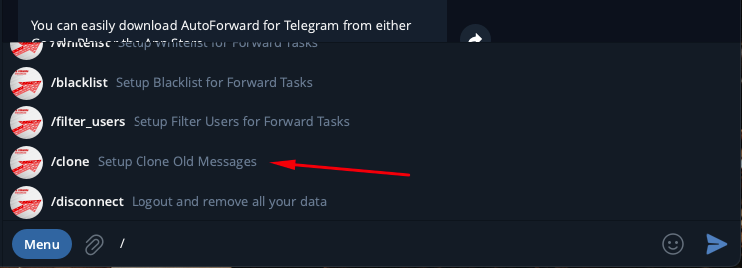 You can easily download AutoForward for Telegram from either
/whitelist Setup Whitelist for Forward Tasks
/blacklist Setup Blacklist for Forward Tasks
/filter_users Setup Filter Users for Forward Tasks
/clone Setup Clone Old Messages
/disconnect Logout and remove all your data
Menu /